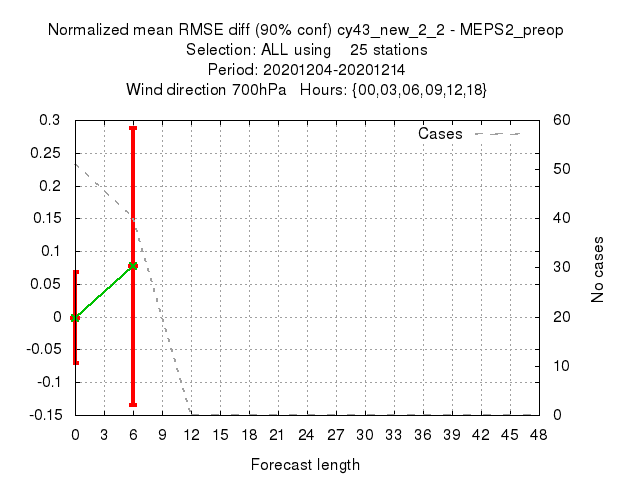 Normalized mean RMSE diff (90% conf) cy43_new_2_2 - MEPS2_preop
Selection: ALL using 25 stations
Period: 20201204-20201214
Wind direction 700hPa Hours: {00,03,06,09,12,18}
Cases
0.3
0.25
0.2
0.15
0.1
0.05
0
-0.05
-0.1
-0.15
60
50
40
30
20
10
0
No cases
0 3 6 9 12 15 18 21 24 27 30 33 36 39 42 45 48
Forecast length